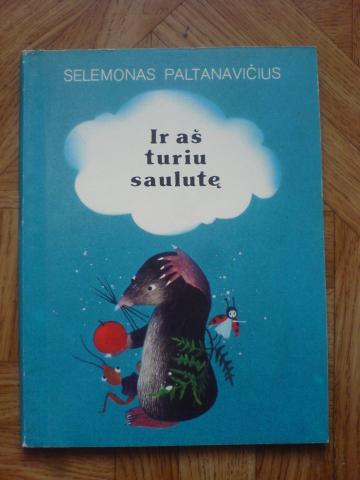 SELEMONAS PALTANAVIČIUS
Ir aš
turiu
saulutę